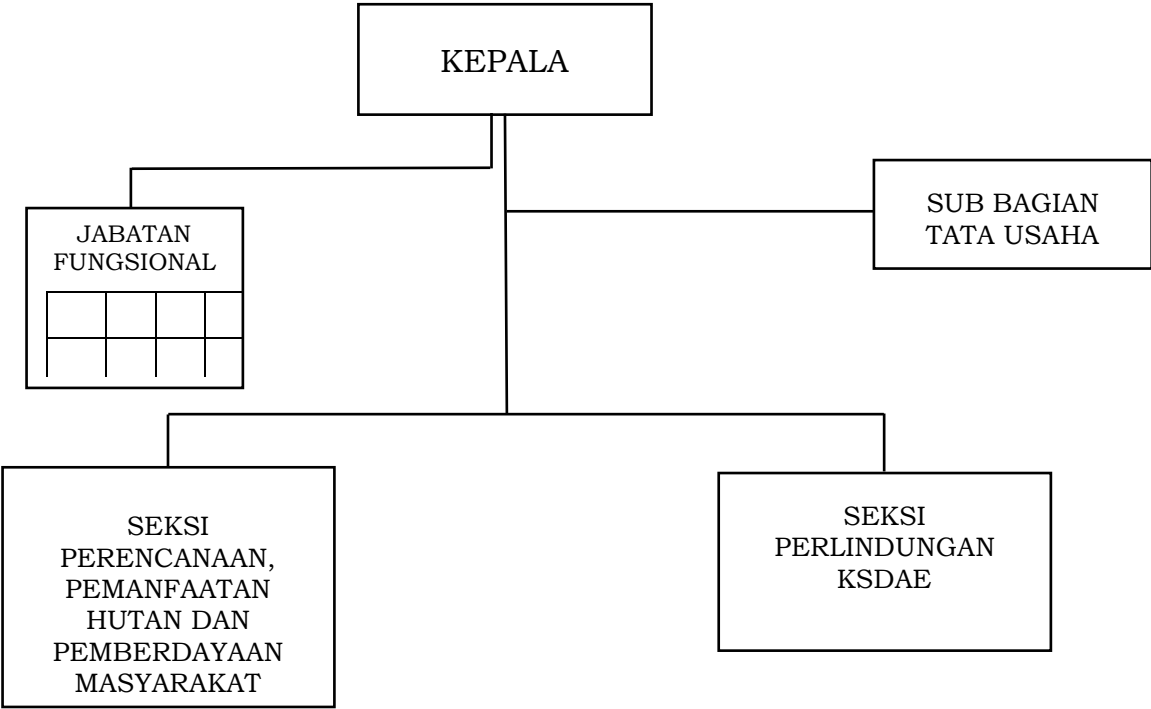 KEPALA
SUB BAGIAN
TATA USAHA
JABATAN
FUNGSIONAL
SEKSI
PERENCANAAN,
PEMANFAATAN
HUTAN DAN
PEMBERDAYAAN
MASYARAKAT
SEKSI
PERLINDUNGAN
KSDAE